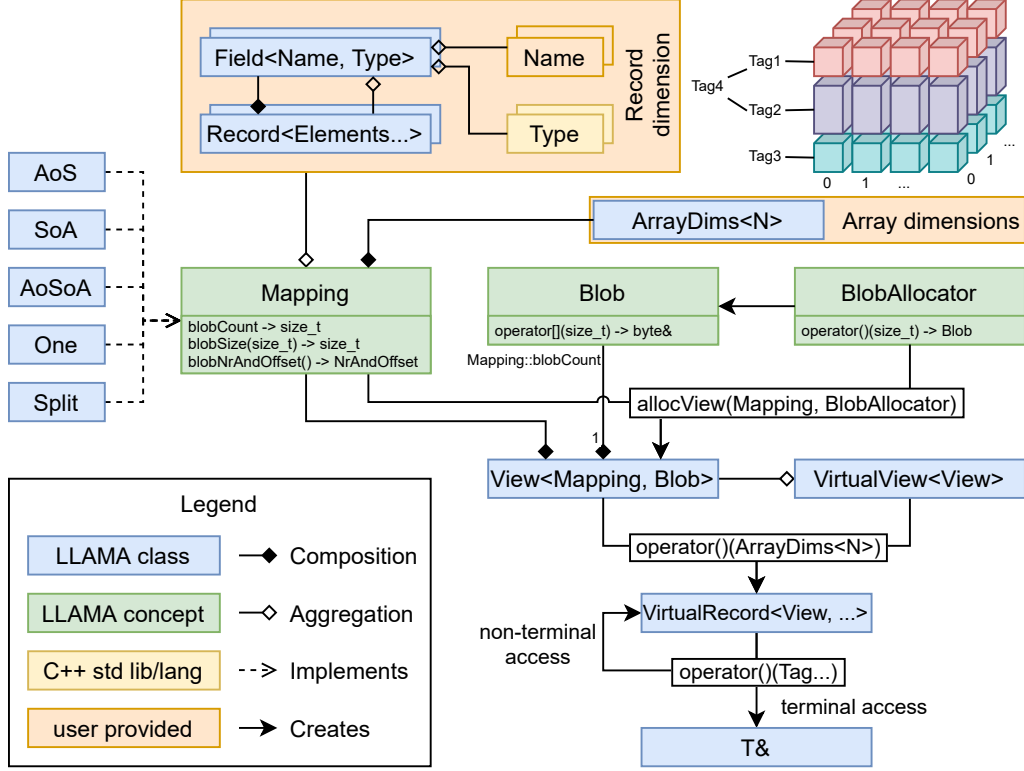 Field<Name, Type>
Name
Record<Elements...>
Type
Record
dimension
Tag1
Tag4
Tag2
Tag3
0
1
...
0
1
...
AoS
SoA
AoSoA
One
Split
ArrayDims<N>
Array dimensions
Mapping
blobCount -> size_t
blobSize(size_t) -> size_t
blobNrAndOffset() -> NrAndOffset
Blob
operator[](size_t) -> byte&
BlobAllocator
operator()(size_t) -> Blob
Mapping::blobCount
allocView(Mapping, BlobAllocator)
1
View<Mapping, Blob>
VirtualView<View>
operator()(ArrayDims<N>)
VirtualRecord<View, ...>
non-terminal
access
operator()(Tag...)
terminal access
T&
Legend
LLAMA class
Composition
LLAMA concept
Aggregation
C++ std lib/lang
Implements
user provided
Creates